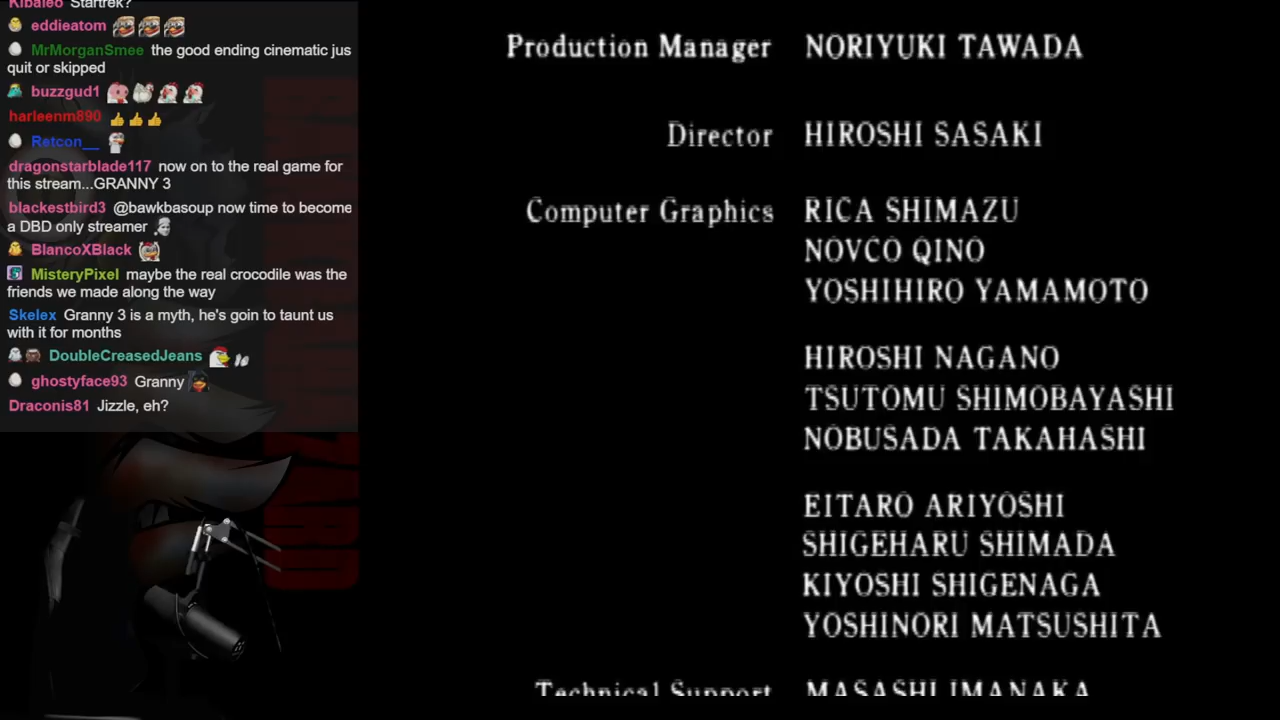 Kibaleo Startrek?
eddieatom
MrMorganSmee the good ending cinematic jus
quit or skipped
buzzgud1
harleenm890
Retcon__
dragonstarblade117 now on to the real game for
this stream...GRANNY 3
blackestbird3 @bawkbasoup now time to become
a DBD only streamer
BlancoXBlack
MisteryPixel maybe the real crocodile was the
friends we made along the way
Skelex Granny 3 is a myth, he's goin to taunt us
with it for months
DoubleCreasedJeans
ghostyface93 Granny
Draconis81 Jizzle, eh?
Production Manager NORIYUKI TAWADA
Director HIROSHI SASAKI
Computer Graphics RICA SHIMAZU
NOVCO QINO
YOSHIHIRO YAMAMOTO
HIROSHI NAGANO
TSUTOMU SHIMOBAYASHI
NOBUSADA TAKAHASHI
EITARO ARIYOSHI
SHIGEHARU SHIMADA
KIYOSHI SHIGENAGA
YOSHINORI MATSUSHITA
Technical Support MASASHI IMANAKA